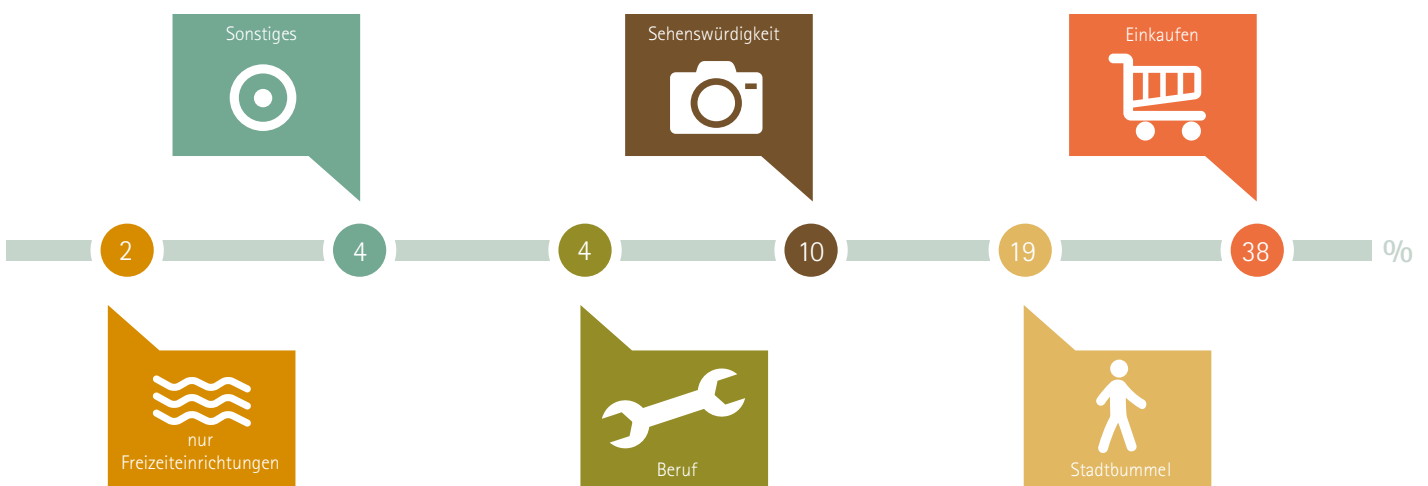 Sonstiges
Sehenswürdigkeit
Einkaufen
2
4
4
10
19
38
%
nur
Freizeiteinrichtungen
Beruf
Stadtbummel